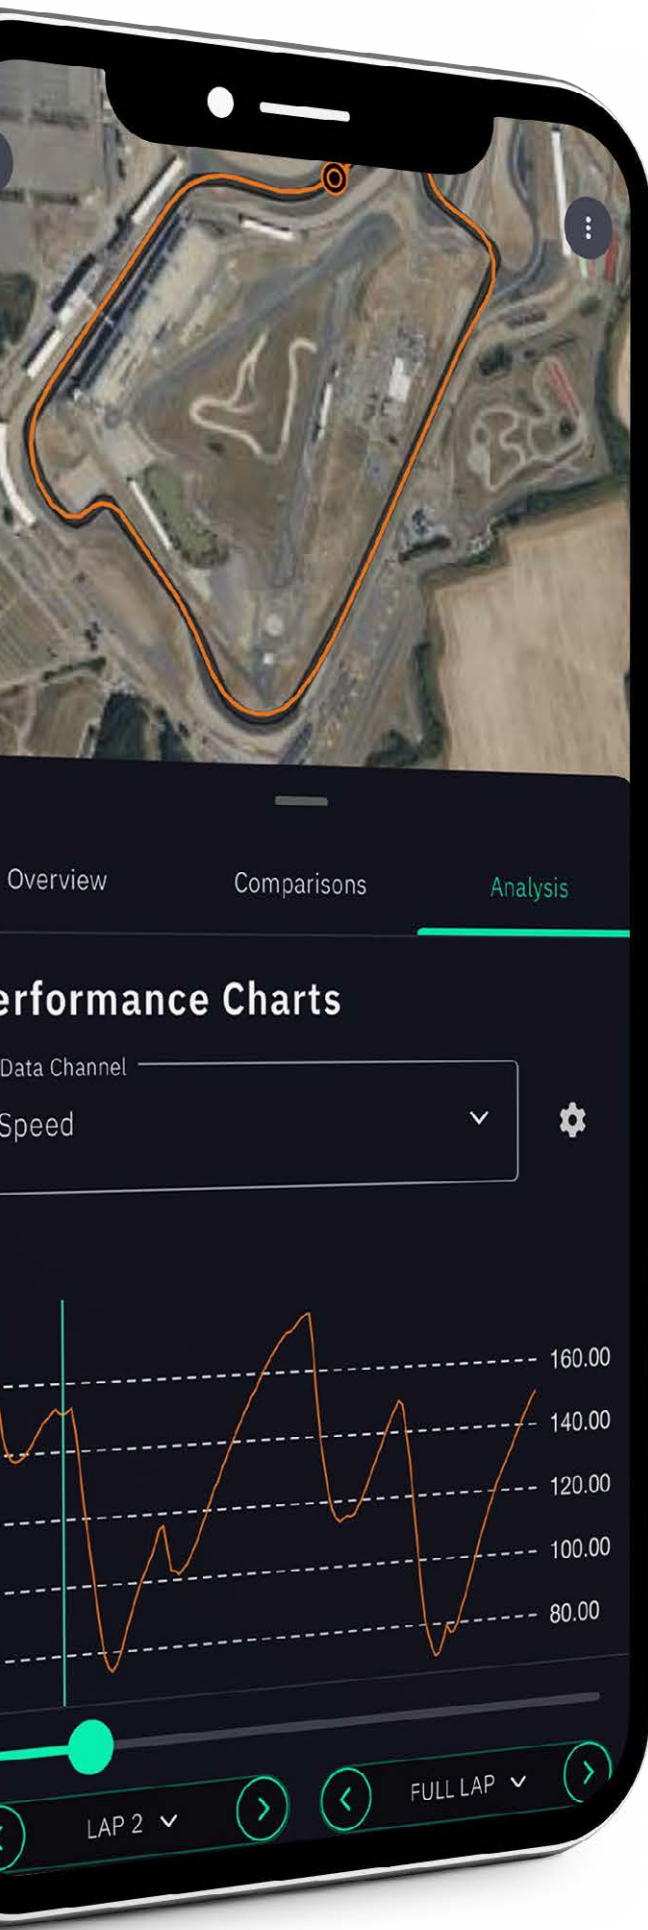 Overview Comparisons Analysis
erformance Charts
Data Channel
Speed
160.00
140.00
120.00
100.00
80.00
LAP 2 FULL LAP